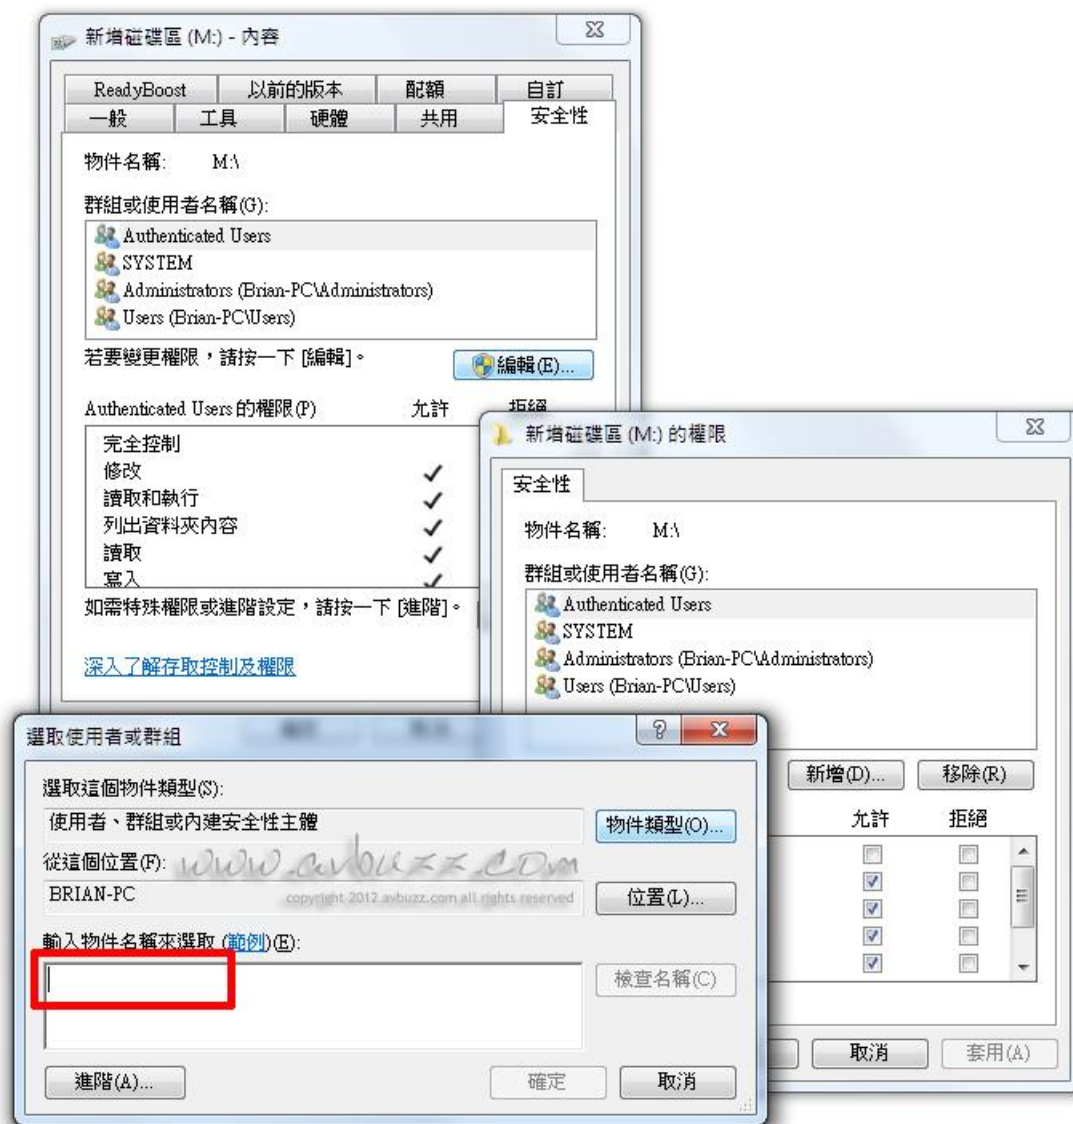 新增磁碟區 (M:) - 內容
ReadyBoost 以前的版本 配額 自訂
一般 工具 硬體 共用 安全性
物件名稱: M:\
群組或使用者名稱(G):
Authenticated Users
SYSTEM
Administrators (Brian-PC\Administrators)
Users (Brian-PC\Users)
若要變更權限，請按一下 [編輯]。
編輯(E)...
Authenticated Users 的權限(P) 允許 拒絕
完全控制
修改
讀取和執行
列出資料夾內容
讀取
寫入
如需特殊權限或進階設定，請按一下 [進階]。
深入了解存取控制及權限
新增磁碟區 (M:) 的權限
安全性
物件名稱: M:\
群組或使用者名稱(G):
Authenticated Users
SYSTEM
Administrators (Brian-PC\Administrators)
Users (Brian-PC\Users)
新增(D)... 移除(R)
允許 拒絕
取消 套用(A)
選取使用者或群組
選取這個物件類型(S):
使用者、群組或內建安全性主體
物件類型(O)...
從這個位置(F):
www.avbuzz.com
BRIAN-PC
copyright 2012 avbuzz.com all rights reserved
位置(L)...
輸入物件名稱來選取 (範例)(E):
檢查名稱(C)
進階(A)... 確定 取消